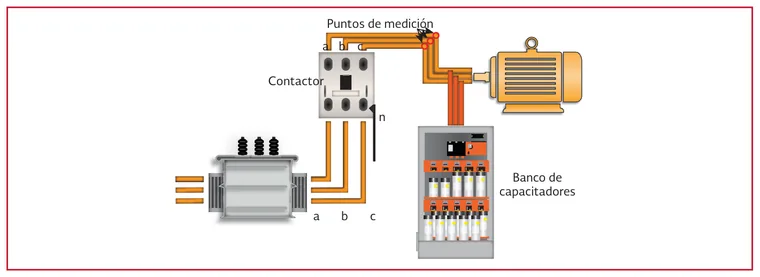 Puntos de medición
a b c
Contactor
n
Banco de
capacitadores
a b c